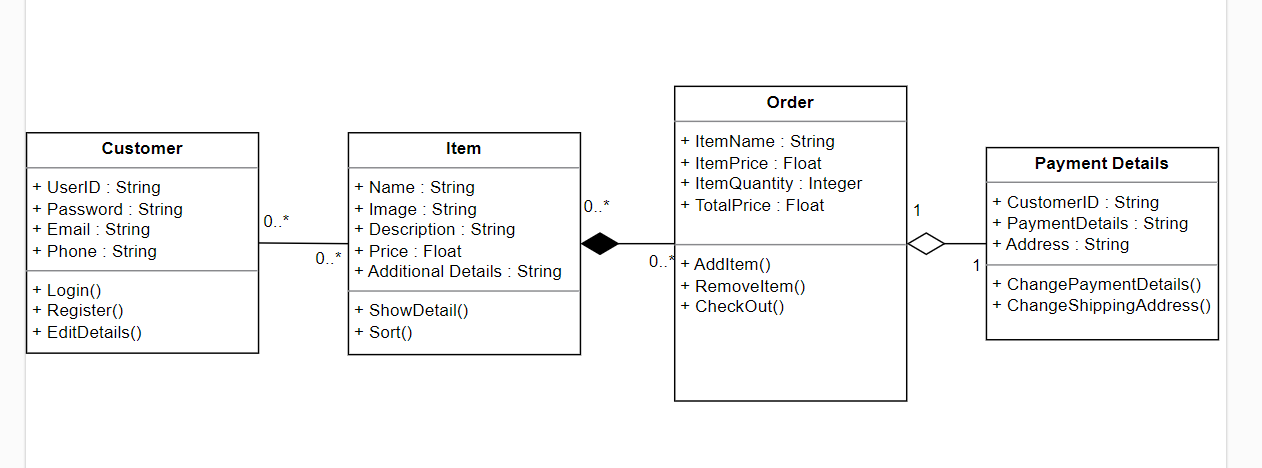 Customer
+ UserID : String
+ Password : String
+ Email : String
+ Phone : String
+ Login()
+ Register()
+ EditDetails()
0..*
0..*
Item
+ Name : String
+ Image : String
+ Description : String
+ Price : Float
+ Additional Details : String
+ ShowDetail()
+ Sort()
0..*
0..*
Order
+ ItemName : String
+ ItemPrice : Float
+ ItemQuantity : Integer
+ TotalPrice : Float
+ AddItem()
+ RemoveItem()
+ CheckOut()
1
1
Payment Details
+ CustomerID : String
+ PaymentDetails : String
+ Address : String
+ ChangePaymentDetails()
+ ChangeShippingAddress()